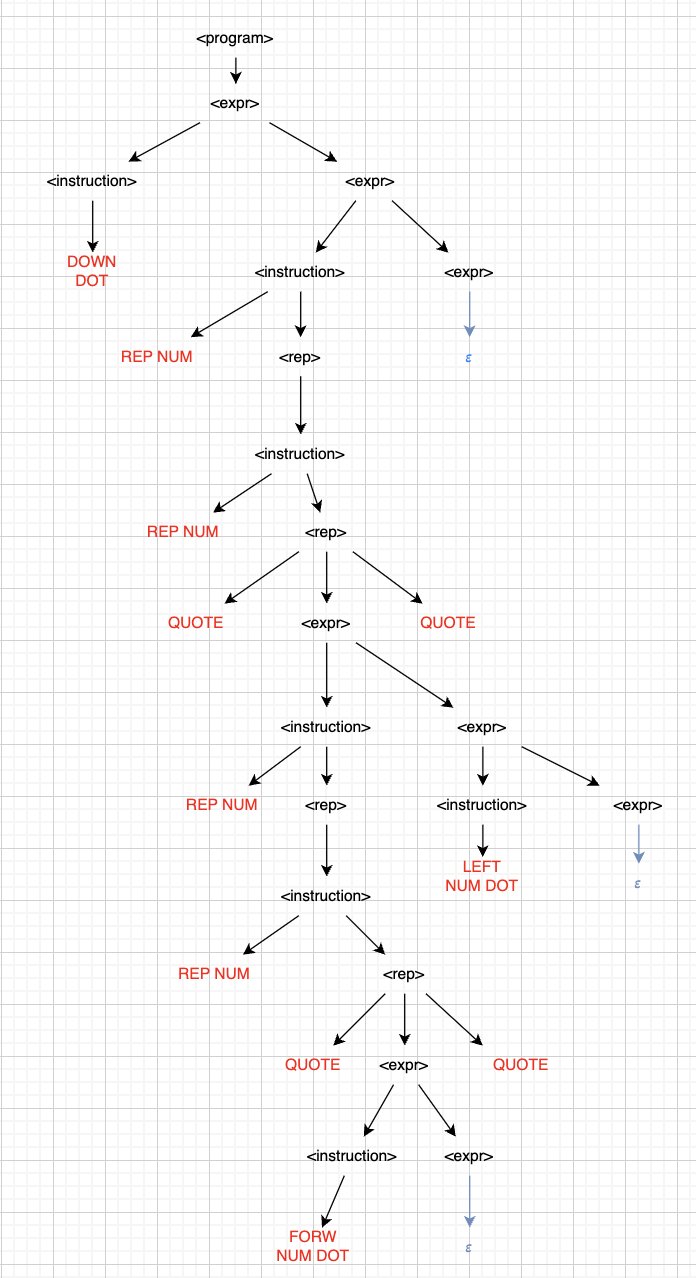 <program>
<expr>
<instruction> <expr>
DOWN
DOT
<instruction> <expr>
REP NUM <rep> ε
<instruction>
REP NUM <rep>
QUOTE <expr> QUOTE
<instruction> <expr>
REP NUM <rep> <instruction> <expr>
LEFT
NUM DOT
ε
<instruction>
REP NUM <rep>
QUOTE <expr> QUOTE
<instruction> <expr>
FORW
NUM DOT
ε